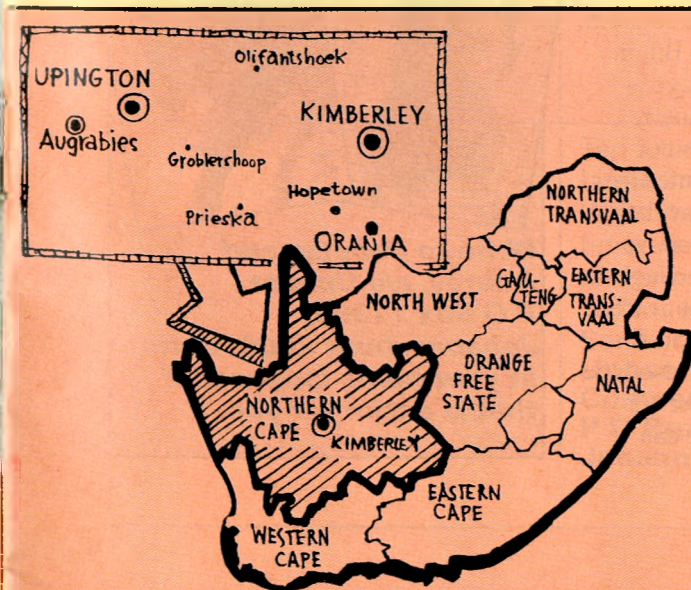 Olifantshoek
UPINGTON
KIMBERLEY
Augrabies
Groblershoop
Hopetown
Prieska
ORANIA
NORTHERN
TRANSVAAL
GAU-
TENG
EASTERN
TRANS-
VAAL
NORTH WEST
ORANGE
FREE
STATE
NATAL
NORTHERN
CAPE
KIMBERLEY
EASTERN
CAPE
WESTERN
CAPE